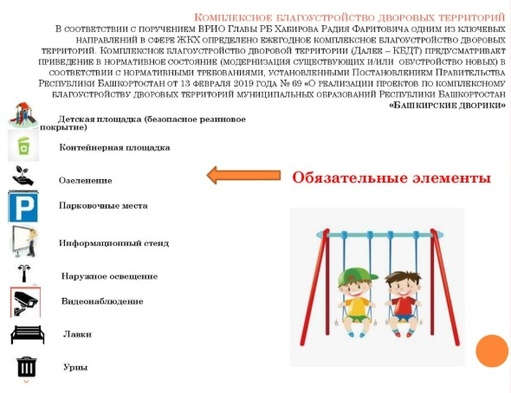 Комплексное благоустройство дворовых территорий
В соответствии с поручением ВРИО Главы РБ Хабирова Радия Фаритовича одним из ключевых
направлений в сфере ЖКХ определено ежегодное комплексное благоустройство дворовых
территорий. Комплексное благоустройство дворовой территории (Далее – КБДТ) предусматривает
приведение в нормативное состояние (модернизация существующих и/или обустройство новых) в
соответствии с нормативными требованиями, установленными Постановлением Правительства
Республики Башкортостан от 13 февраля 2019 года № 69 «О реализации проектов по комплексному
благоустройству дворовых территорий муниципальных образований Республики Башкортостан
«Башкирские дворики»
Детская площадка (безопасное резиновое
покрытие)
Контейнерная площадка
Озеленение
Обязательные элементы
P
Парковочные места
Информационный стенд
Наружное освещение
Видеонаблюдение
Лавки
Урны